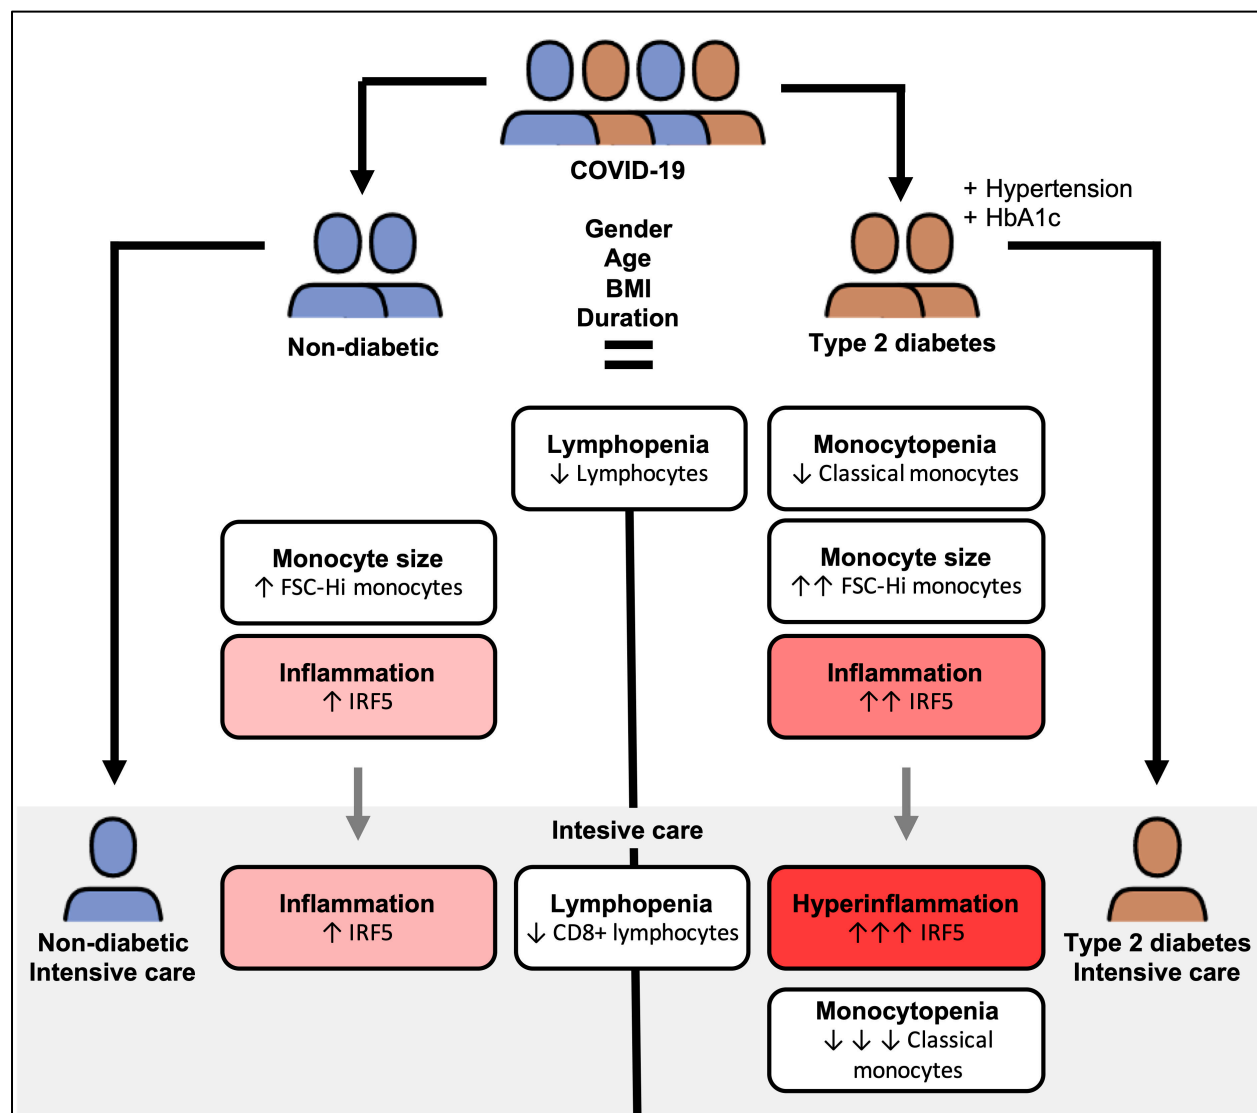 COVID-19
+ Hypertension
+ HbA1c
Gender
Age
BMI
Duration
=
Non-diabetic
Type 2 diabetes
Lymphopenia
↓ Lymphocytes
Monocytopenia
↓ Classical monocytes
Monocyte size
↑ FSC-Hi monocytes
Monocyte size
↑↑ FSC-Hi monocytes
Inflammation
↑ IRF5
Inflammation
↑↑ IRF5
Intesive care
Non-diabetic
Intensive care
Inflammation
↑ IRF5
Lymphopenia
↓ CD8+ lymphocytes
Hyperinflammation
↑↑↑ IRF5
Type 2 diabetes
Intensive care
Monocytopenia
↓ ↓ ↓ Classical
monocytes